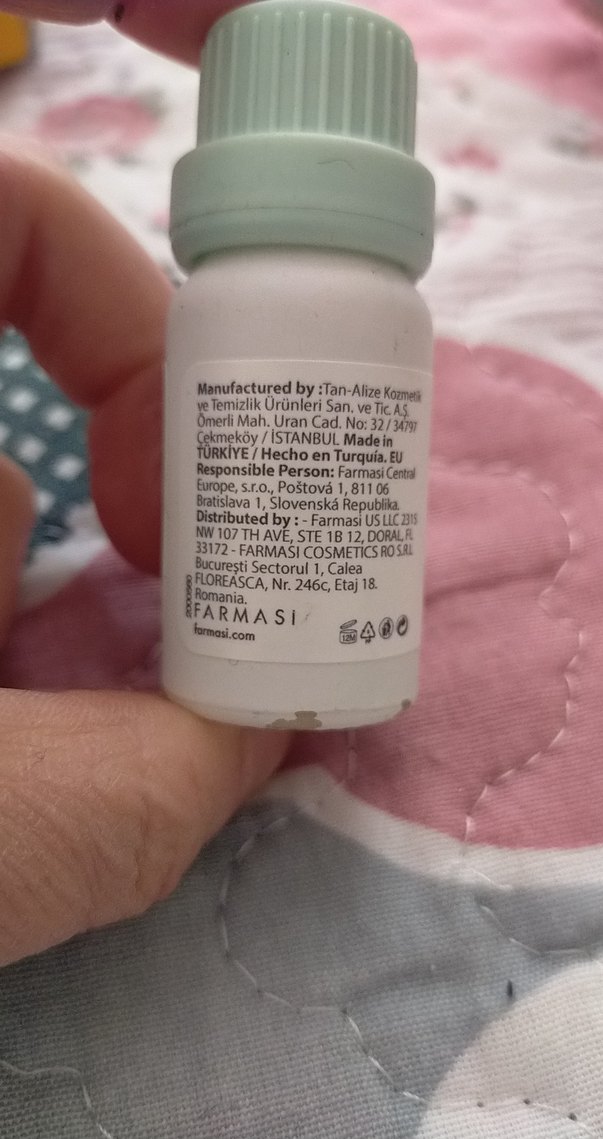 Manufactured by :Tan-Alize Kozmetik
ve Temizlik Ürünleri San. ve Tic. A.Ş.
Ömerli Mah. Uran Cad. No: 32 / 34797
Çekmeköy / İSTANBUL Made in
TÜRKİYE / Hecho en Turquía. EU
Responsible Person: Farmasi Central
Europe, s.r.o., Poštová 1, 811 06
Bratislava 1, Slovenská Republika.
Distributed by : - Farmasi US LLC 2315
NW 107 TH AVE, STE 1B 12, DORAL, FL
33172 - FARMASI COSMETICS RO S.R.L
Bucureşti Sectorul 1, Calea
FLOREASCA, Nr. 246c, Etaj 18.
Romania.
FARMASİ
farmasi.com
12M